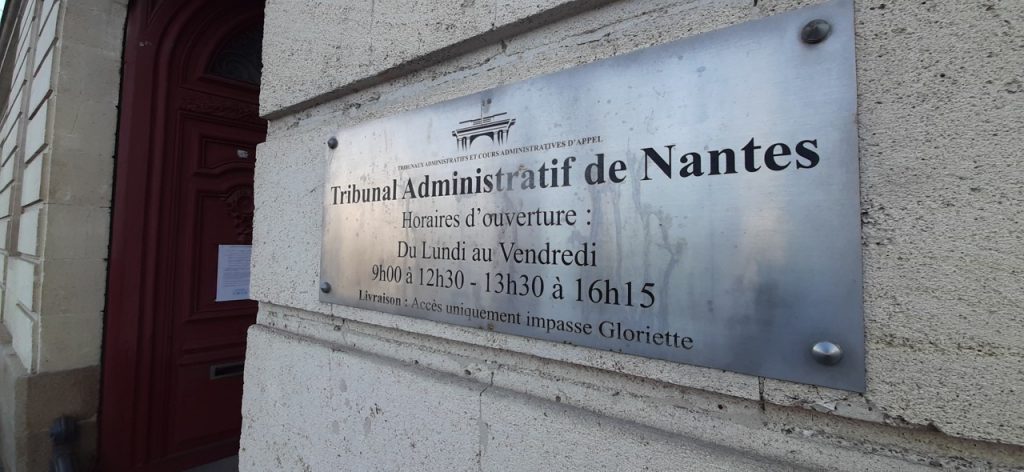 TRIBUNAUX ADMINISTRATIFS ET COURS ADMINISTRATIVES D'APPEL
Tribunal Administratif de Nantes
Horaires d'ouverture :
Du Lundi au Vendredi
9h00 à 12h30 - 13h30 à 16h15
Livraison : Accès uniquement impasse Gloriette